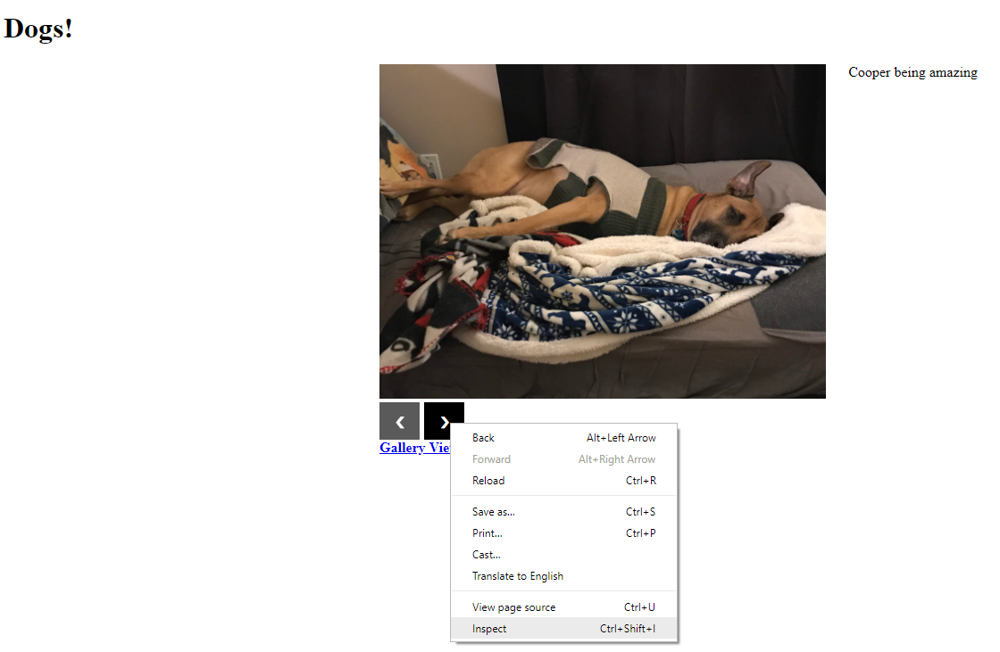 Dogs!
Cooper being amazing
❮ ❯
Gallery Vie
Back Alt+Left Arrow
Forward Alt+Right Arrow
Reload Ctrl+R
Save as... Ctrl+S
Print... Ctrl+P
Cast...
Translate to English
View page source Ctrl+U
Inspect Ctrl+Shift+I